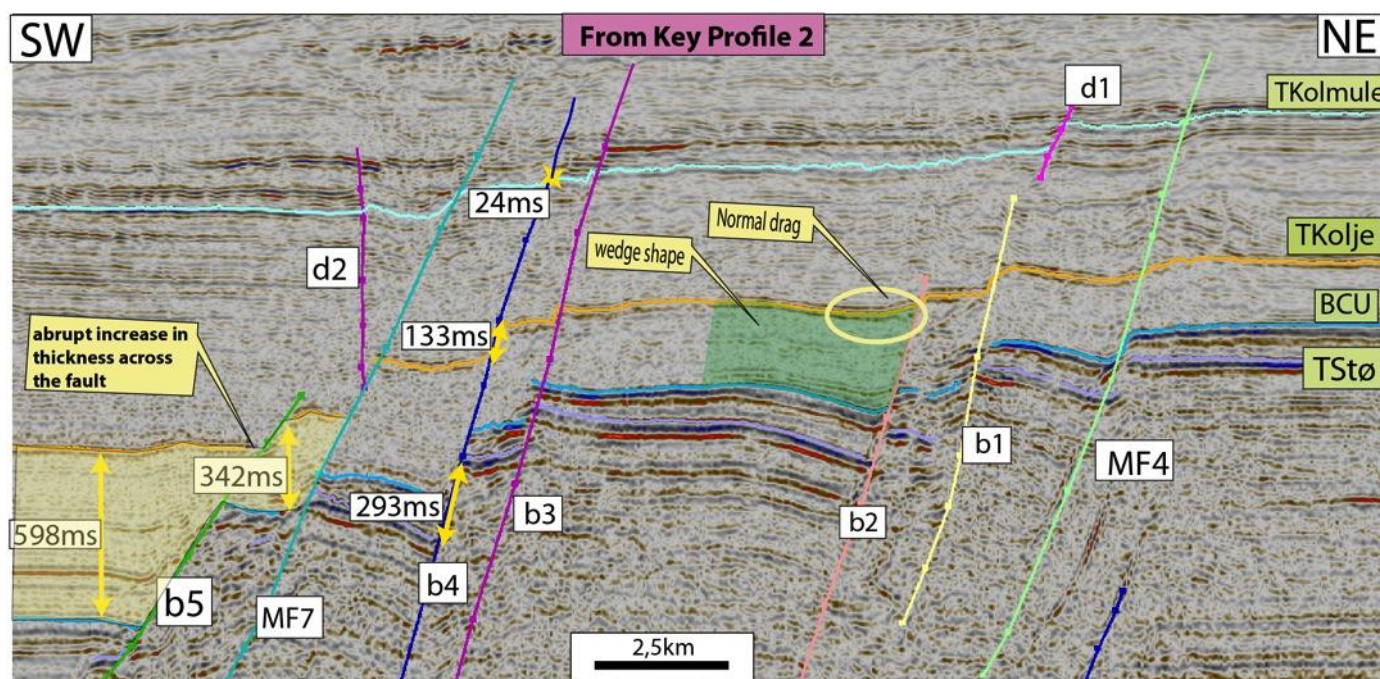 SW
From Key Profile 2
NE
d1
TKolmule
24ms
Normal drag
wedge shape
TKolje
d2
BCU
abrupt increase in
thickness across
the fault
133ms
TStø
342ms
b1
MF4
598ms
293ms
b3
b2
b4
b5
MF7
2,5km